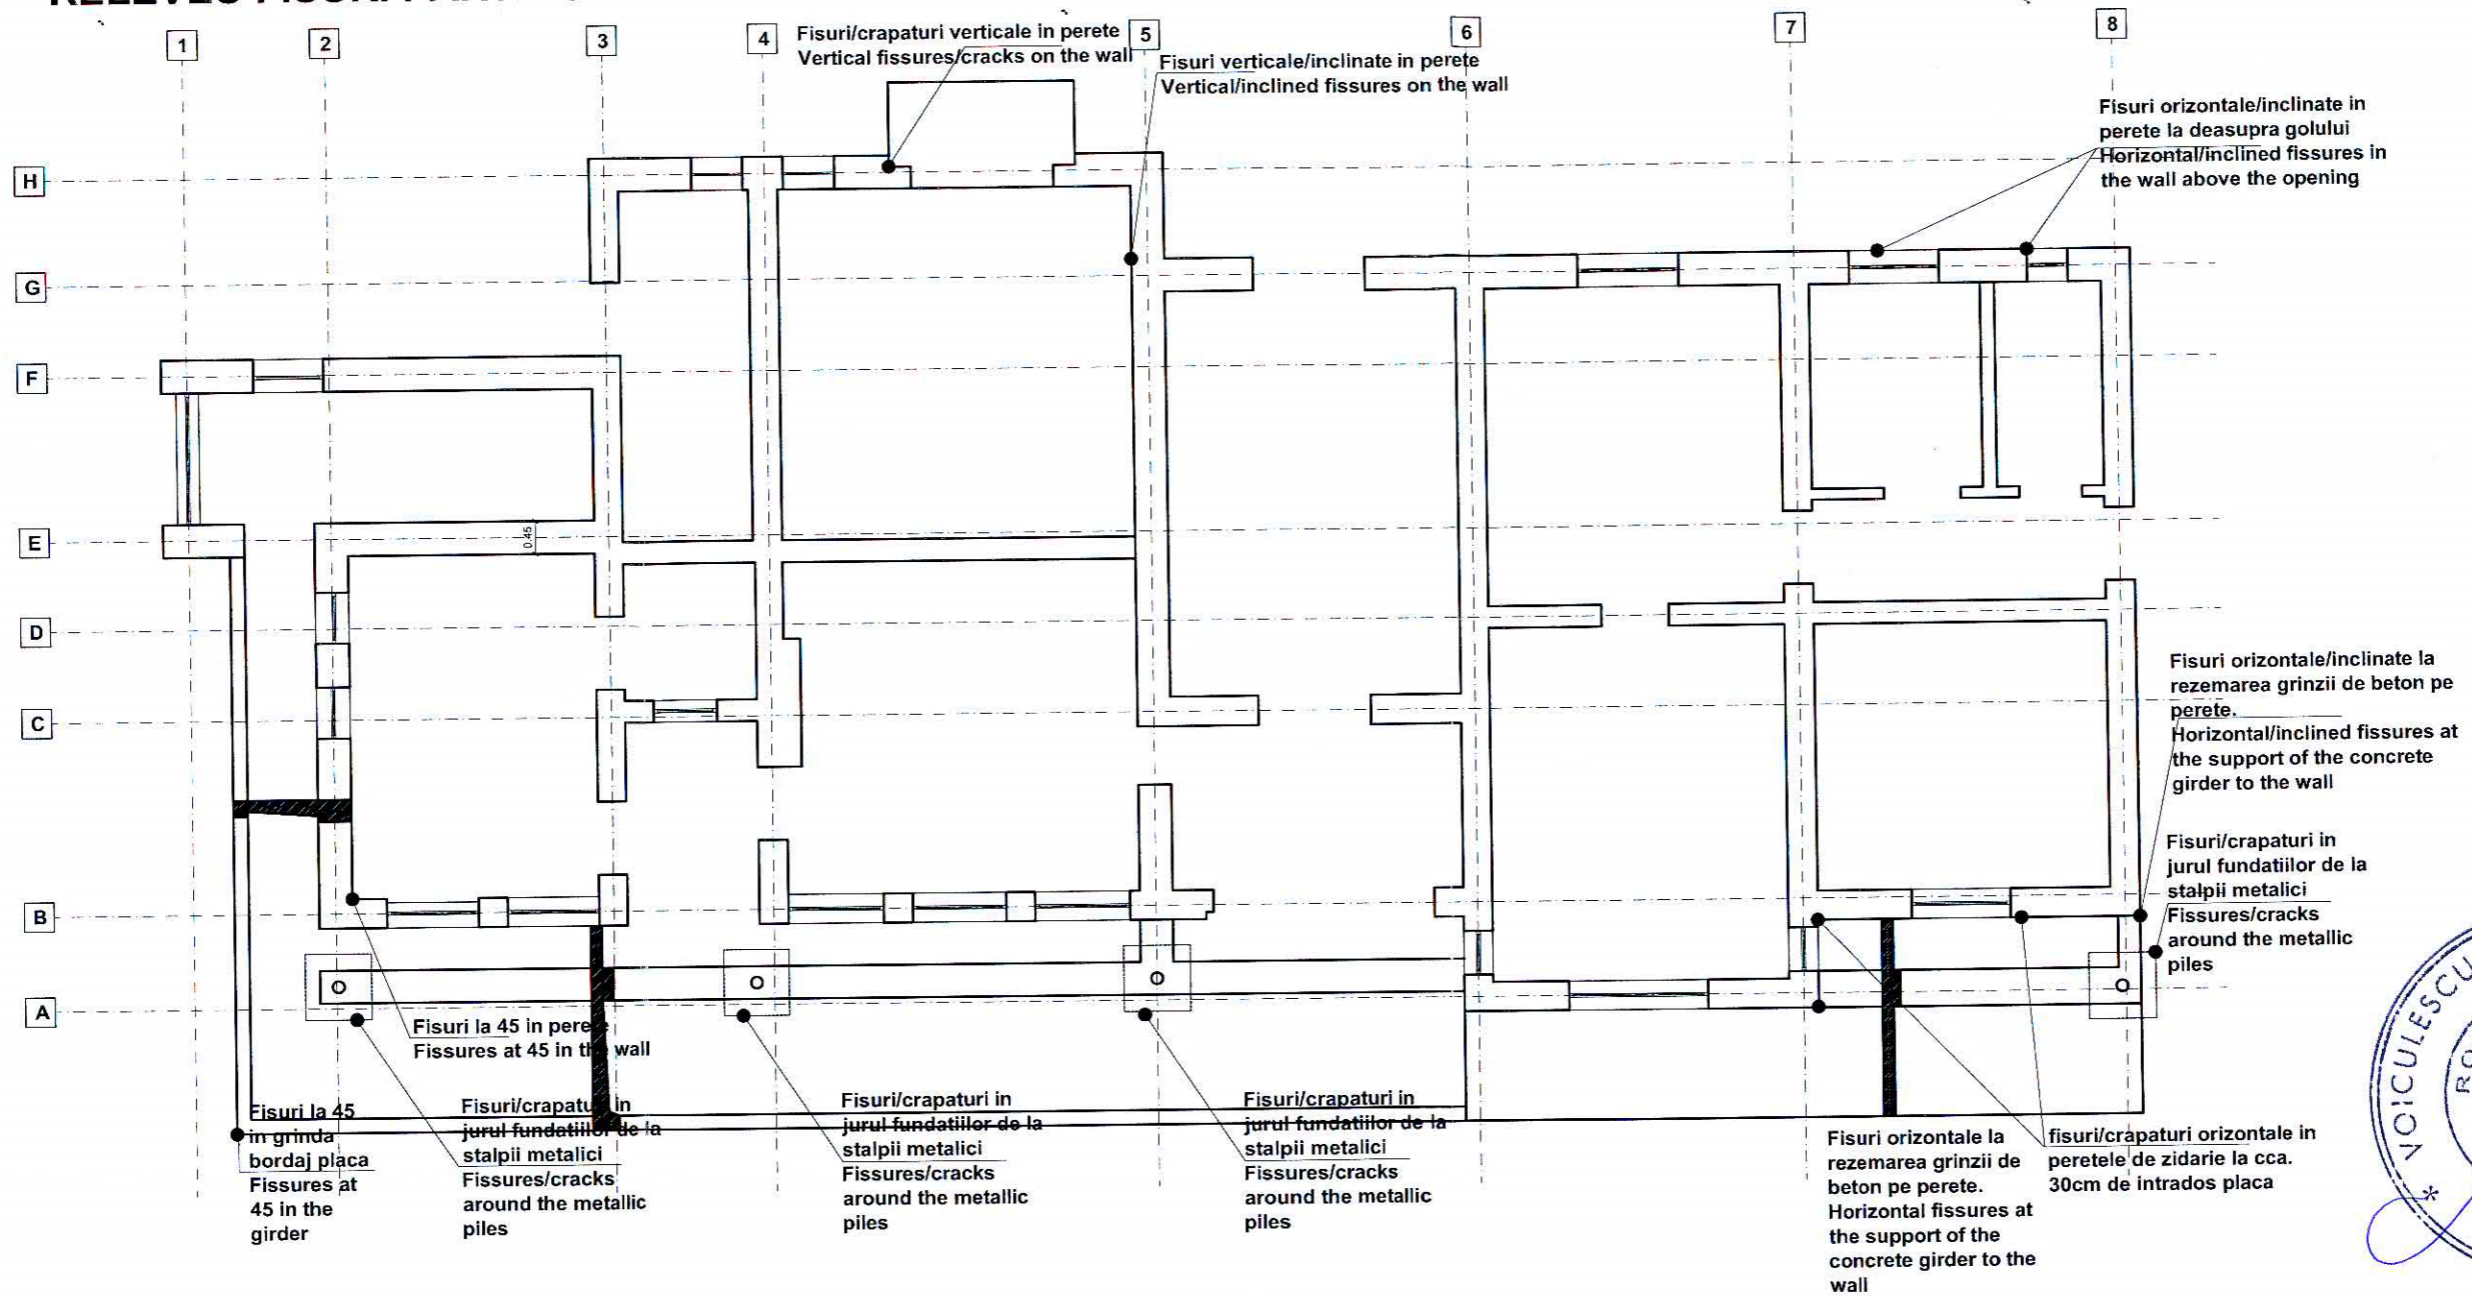 1
2
3
4
5
6
7
8
H
G
F
E
D
C
B
A
Fisuri/crapaturi verticale in perete
Vertical fissures/cracks on the wall
Fisuri verticale/inclinate in perete
Vertical/inclined fissures on the wall
Fisuri orizontale/inclinate in
perete la deasupra golului
Horizontal/inclined fissures in
the wall above the opening
0.45
Fisuri orizontale/inclinate la
rezemarea grinzii de beton pe
perete.
Horizontal/inclined fissures at
the support of the concrete
girder to the wall
Fisuri/crapaturi in
jurul fundatiilor de la
stalpii metalici
Fissures/cracks
around the metallic
piles
Fisuri la 45 in perete
Fissures at 45 in the wall
Fisuri la 45
in grinda
bordaj placa
Fissures at
45 in the
girder
Fisuri/crapaturi in
jurul fundatiilor de la
stalpii metalici
Fissures/cracks
around the metallic
piles
Fisuri/crapaturi in
jurul fundatiilor de la
stalpii metalici
Fissures/cracks
around the metallic
piles
Fisuri/crapaturi in
jurul fundatiilor de la
stalpii metalici
Fissures/cracks
around the metallic
piles
Fisuri orizontale la
rezemarea grinzii de
beton pe perete.
Horizontal fissures at
the support of the
concrete girder to the
wall
fisuri/crapaturi orizontale in
peretele de zidarie la cca.
30cm de intrados placa
* VOICULESCU